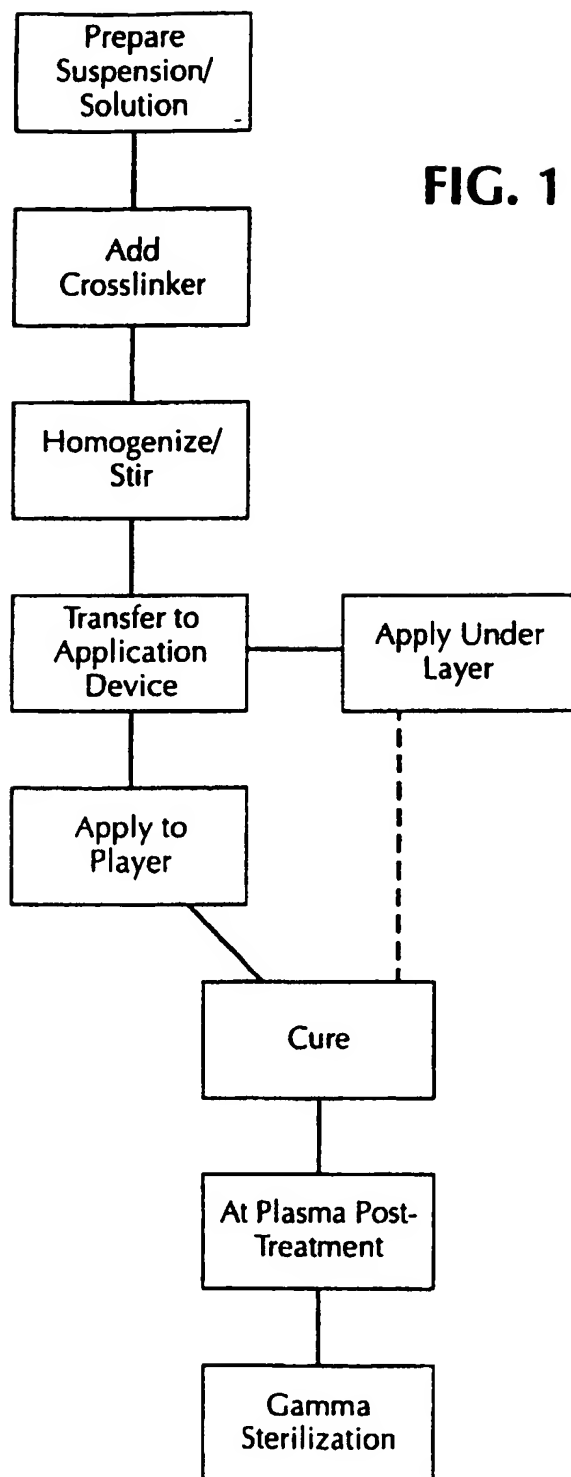 Prepare
Suspension/
Solution
FIG. 1
Add
Crosslinker
Homogenize/
Stir
Transfer to
Application
Device
Apply Under
Layer
Apply to
Player
Cure
At Plasma Post-
Treatment
Gamma
Sterilization